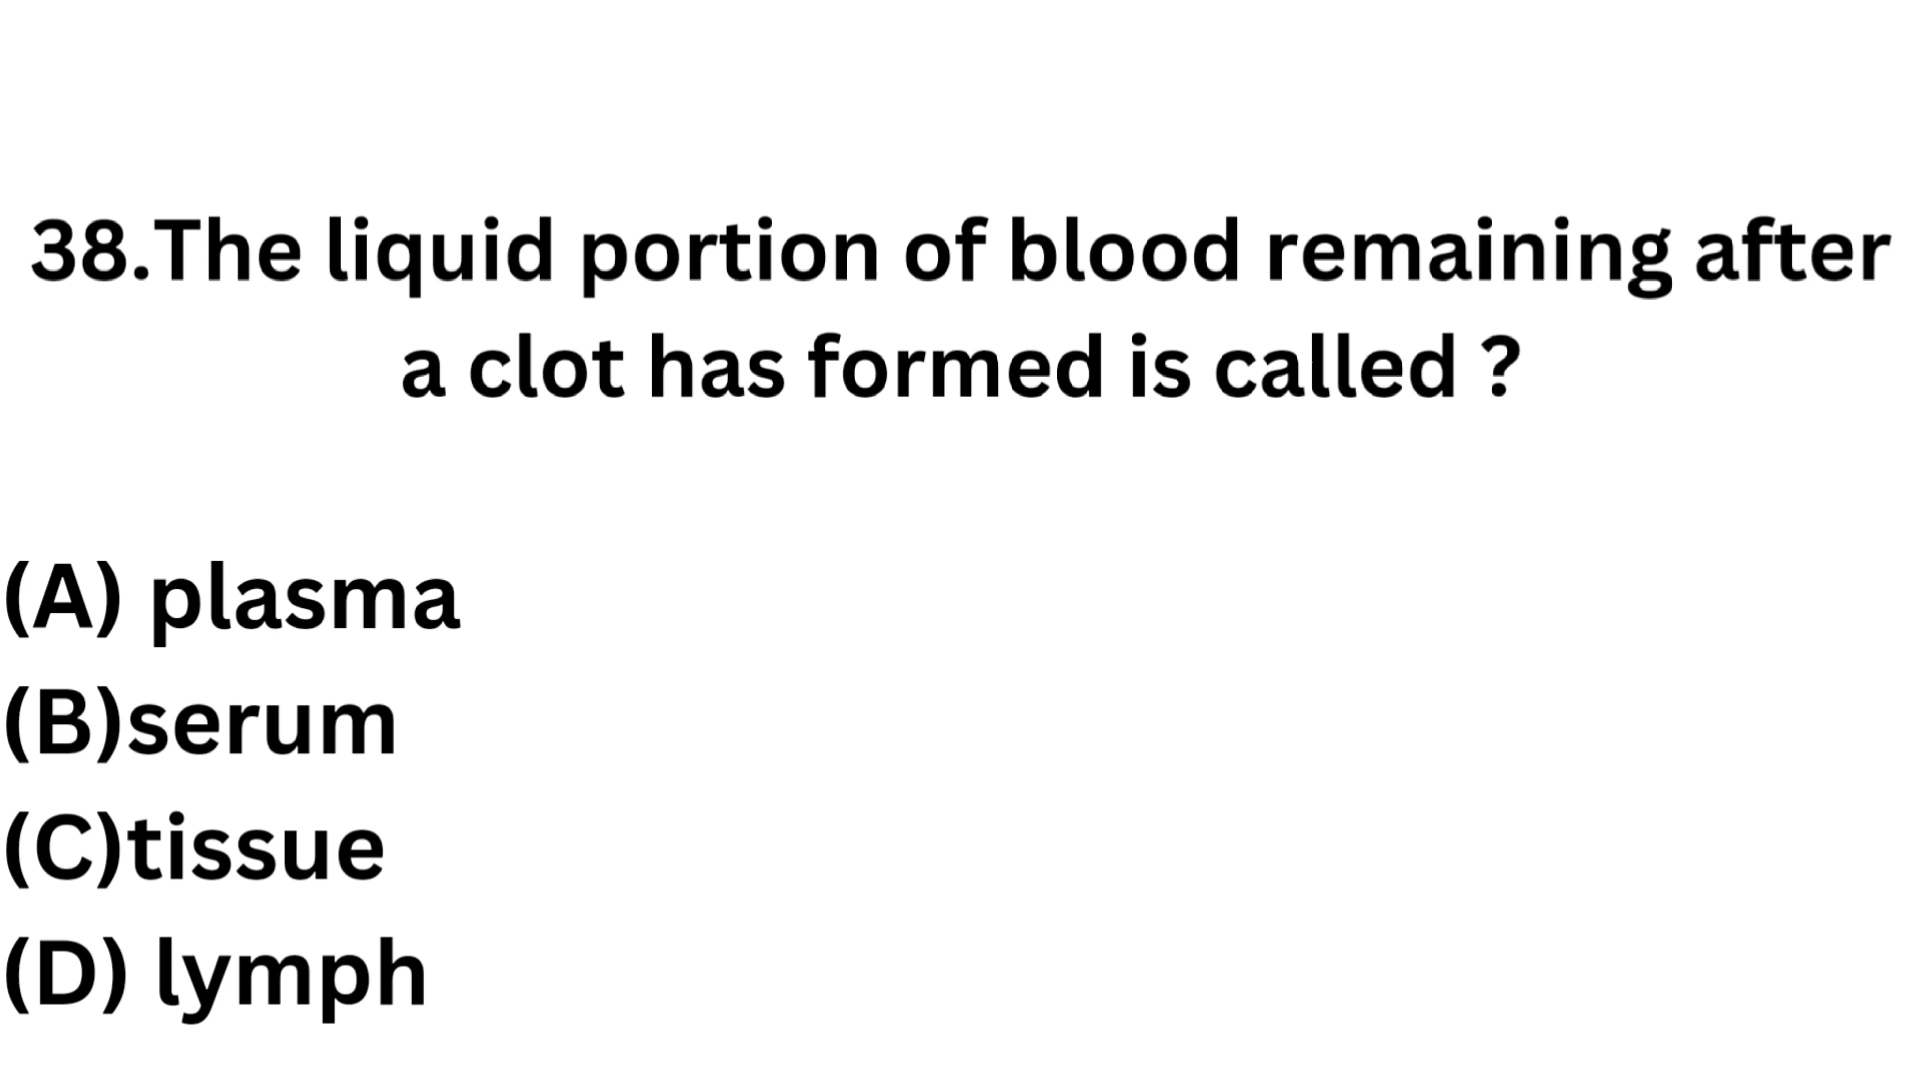 38.The liquid portion of blood remaining after
a clot has formed is called ?
(A) plasma
(B)serum
(C)tissue
(D) lymph